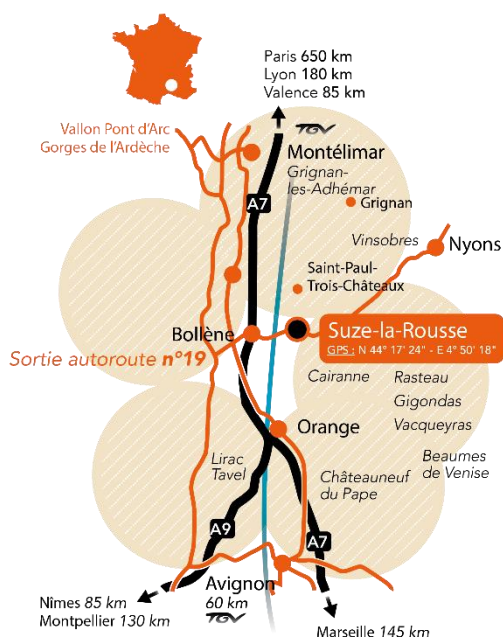 Paris 650 km
Lyon 180 km
Valence 85 km
TGV
Vallon Pont d'Arc
Gorges de l'Ardèche
Montélimar
Grignan-
les-Adhémar
A7
Grignan
Vinsobres
Nyons
Saint-Paul-
Trois-Châteaux
Bollène
Suze-la-Rousse
GPS : N 44° 17' 24" - E 4° 50' 18"
Sortie autoroute n°19
Cairanne
Rasteau
Gigondas
Vacqueyras
Orange
Beaumes
de Venise
Lirac
Tavel
Châteauneuf
du Pape
A9
A7
Avignon
60 km
TGV
Nîmes 85 km
Montpellier 130 km
Marseille 145 km